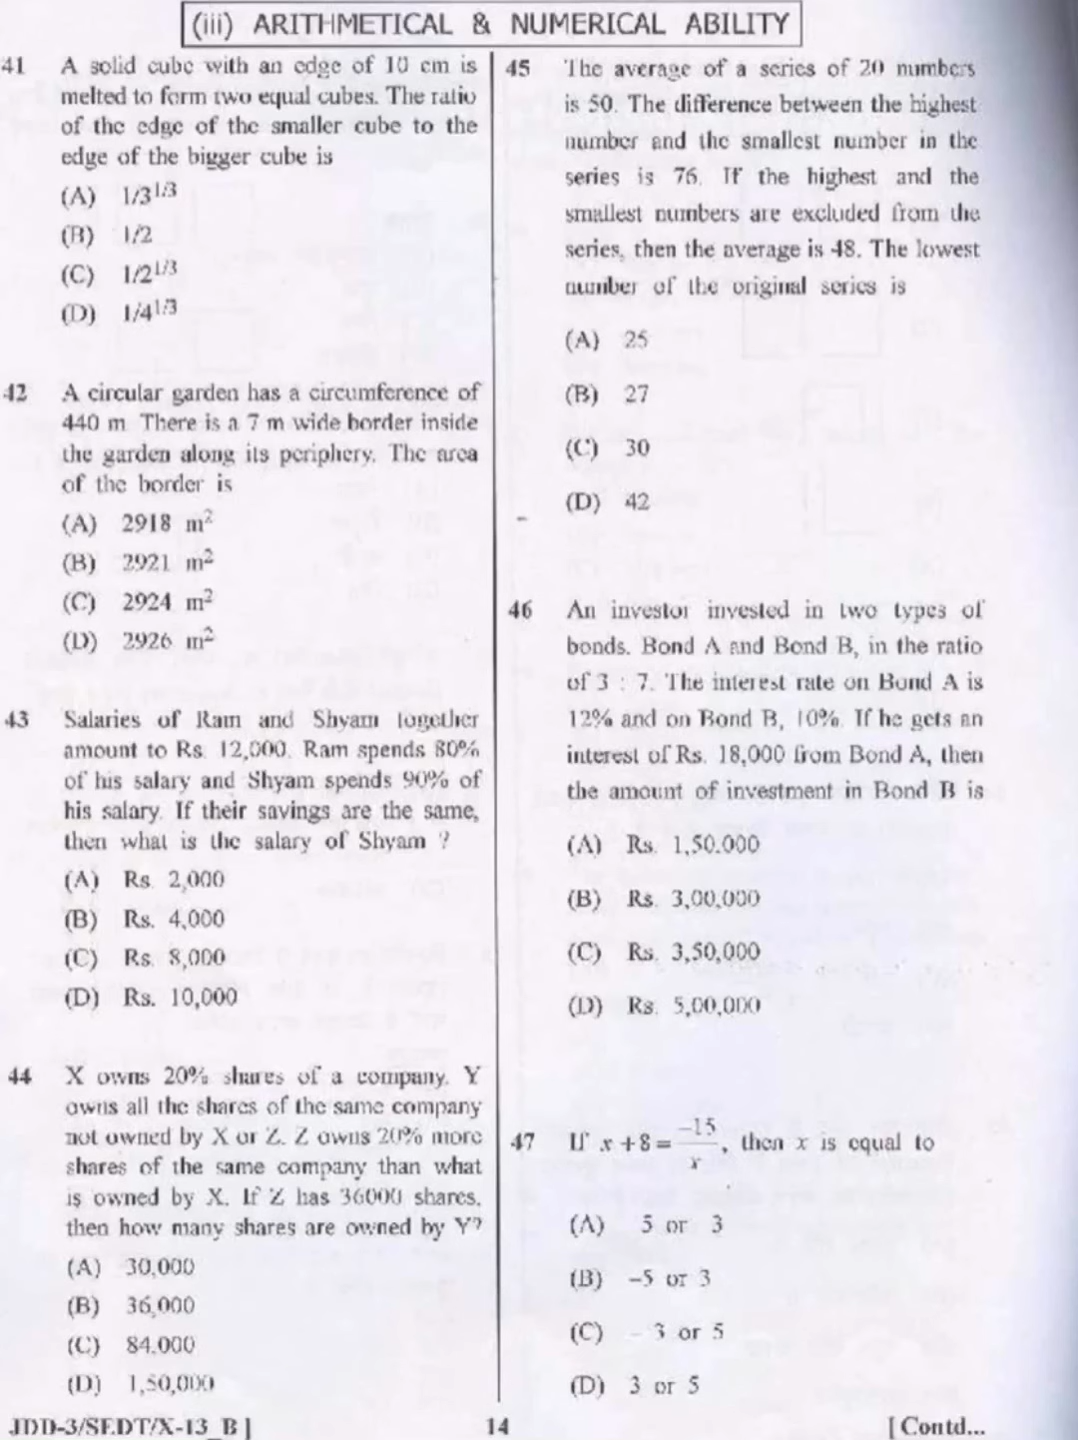 (iii) ARITHMETICAL & NUMERICAL ABILITY
41 A solid cube with an edge of 10 cm is
melted to form two equal cubes. The ratio
of the edge of the smaller cube to the
edge of the bigger cube is
(A) 1/3^1/3
(B) 1/2
(C) 1/2^1/3
(D) 1/4^1/3
42 A circular garden has a circumference of
440 m. There is a 7 m wide border inside
the garden along its periphery. The area
of the border is
(A) 2918 m²
(B) 2921 m²
(C) 2924 m²
(D) 2926 m²
43 Salaries of Ram and Shyam together
amount to Rs. 12,000. Ram spends 80%
of his salary and Shyam spends 90% of
his salary. If their savings are the same,
then what is the salary of Shyam ?
(A) Rs. 2,000
(B) Rs. 4,000
(C) Rs. 8,000
(D) Rs. 10,000
44 X owns 20% shares of a company. Y
owns all the shares of the same company
not owned by X or Z. Z owns 20% more
shares of the same company than what
is owned by X. If Z has 36000 shares,
then how many shares are owned by Y?
(A) 30,000
(B) 36,000
(C) 84,000
(D) 1,50,000
45 The average of a series of 20 numbers
is 50. The difference between the highest
number and the smallest number in the
series is 76. If the highest and the
smallest numbers are excluded from the
series, then the average is 48. The lowest
number of the original series is
(A) 25
(B) 27
(C) 30
(D) 42
46 An investor invested in two types of
bonds. Bond A and Bond B, in the ratio
of 3 : 7. The interest rate on Bond A is
12% and on Bond B, 10%. If he gets an
interest of Rs. 18,000 from Bond A, then
the amount of investment in Bond B is
(A) Rs. 1,50,000
(B) Rs. 3,00,000
(C) Rs. 3,50,000
(D) Rs. 5,00,000
47 If x + 8 = -15/x, then x is equal to
(A) 5 or 3
(B) -5 or 3
(C) -3 or 5
(D) 3 or 5
JDD-3/SEDT/X-13_B ] 14 [ Contd...